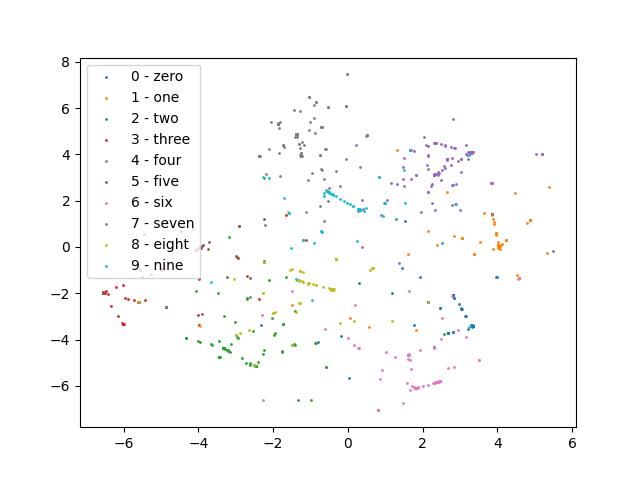 8
6
4
2
0
−2
−4
−6
0 - zero
1 - one
2 - two
3 - three
4 - four
5 - five
6 - six
7 - seven
8 - eight
9 - nine
−6 −4 −2 0 2 4 6